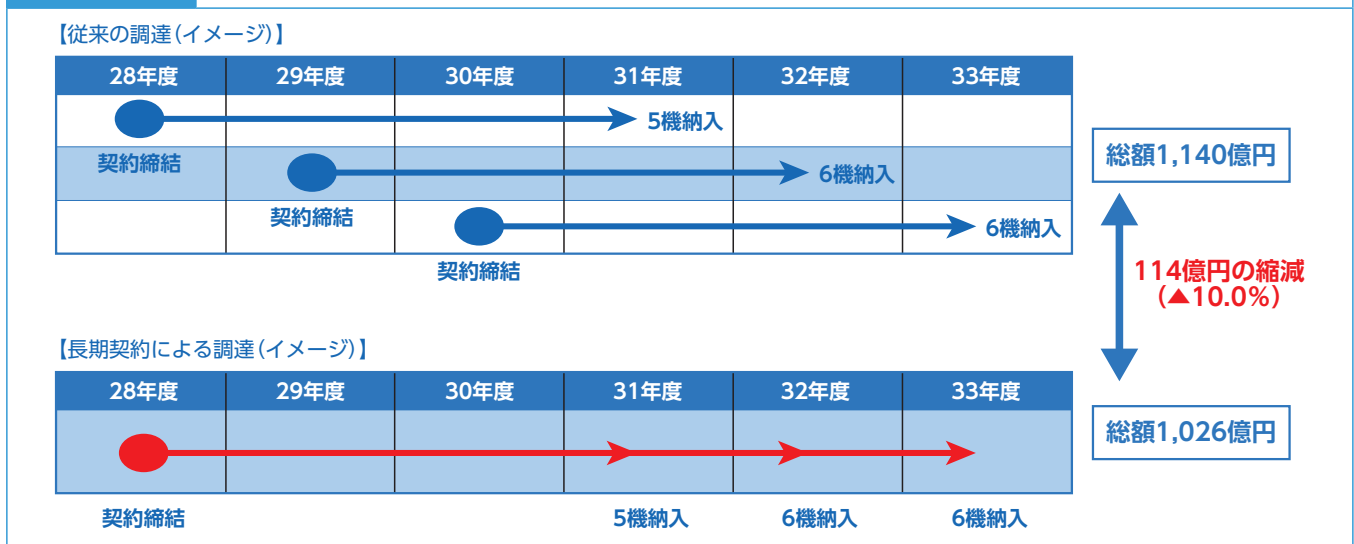 【従来の調達（イメージ）】
28年度 29年度 30年度 31年度 32年度 33年度
5機納入
契約締結
6機納入
契約締結
6機納入
契約締結
総額1,140億円
114億円の縮減
（▲10.0％）
総額1,026億円
【長期契約による調達（イメージ）】
28年度 29年度 30年度 31年度 32年度 33年度
契約締結 5機納入 6機納入 6機納入